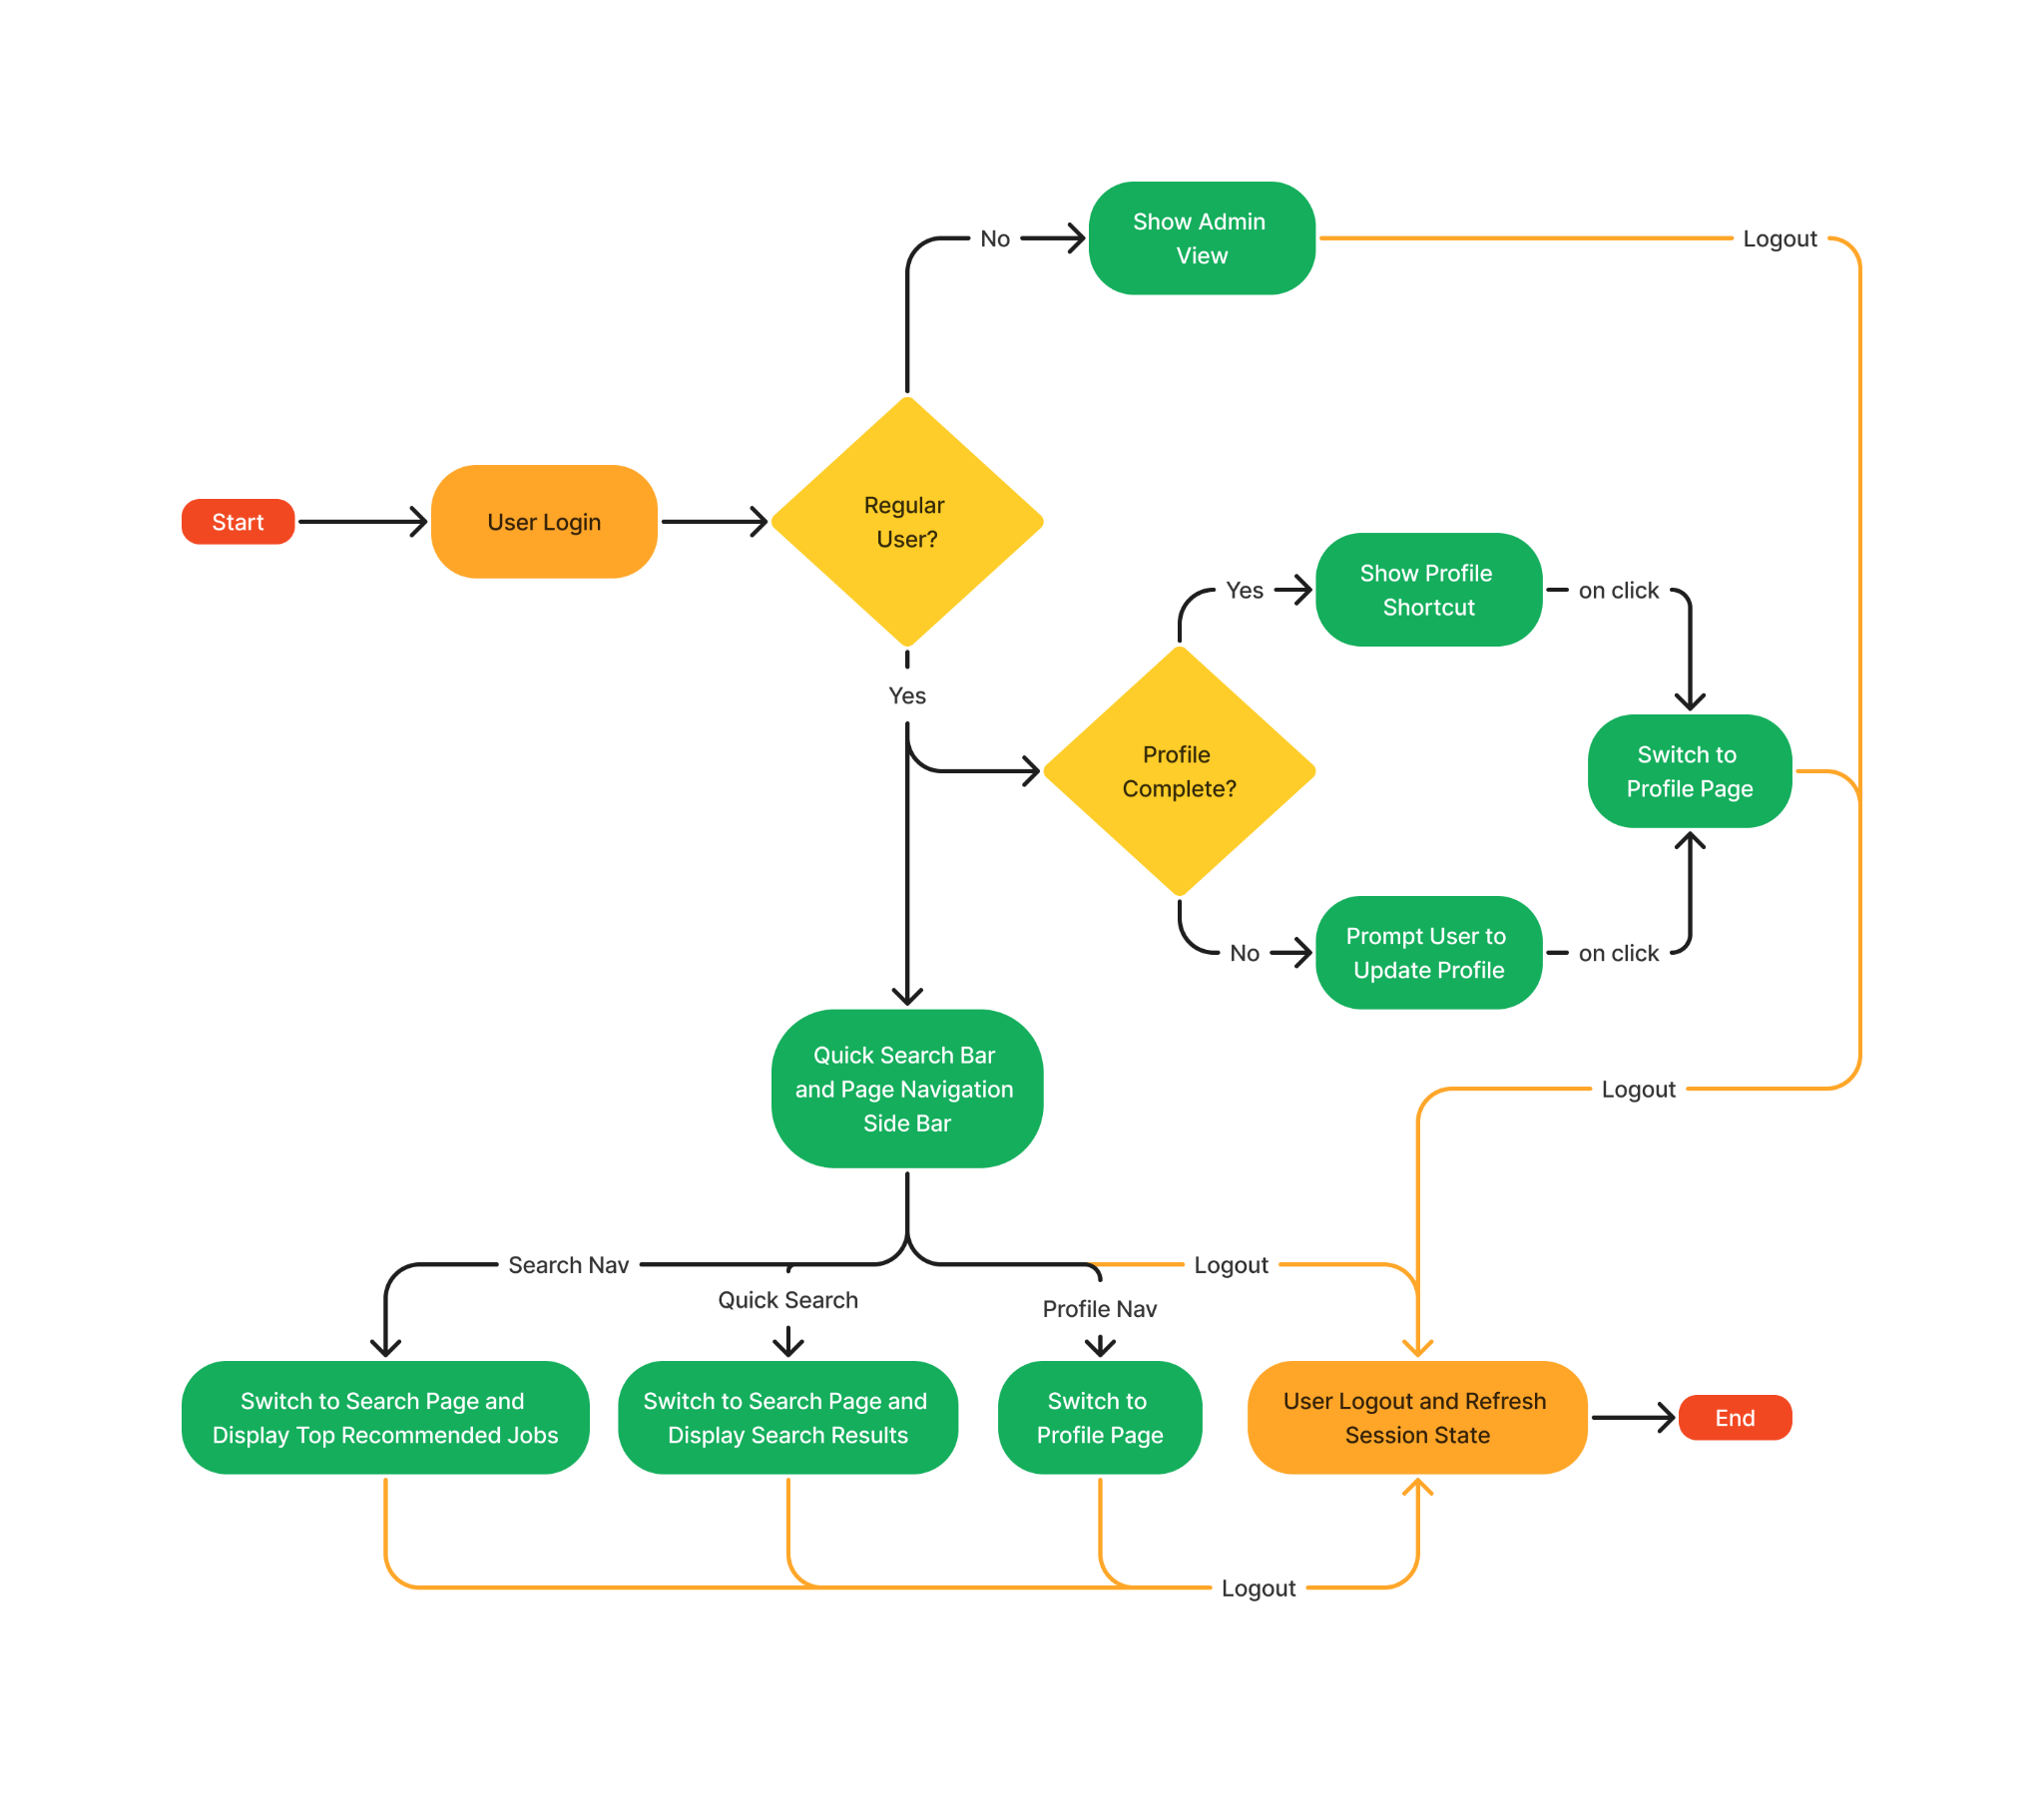 Show Admin
View
No
Logout
Start
User Login
Regular
User?
Yes
Show Profile
Shortcut
on click
Yes
Profile
Complete?
Switch to
Profile Page
No
Prompt User to
Update Profile
on click
Quick Search Bar
and Page Navigation
Side Bar
Logout
Search Nav
Quick Search
Profile Nav
Logout
Switch to Search Page and
Display Top Recommended Jobs
Switch to Search Page and
Display Search Results
Switch to
Profile Page
User Logout and Refresh
Session State
End
Logout